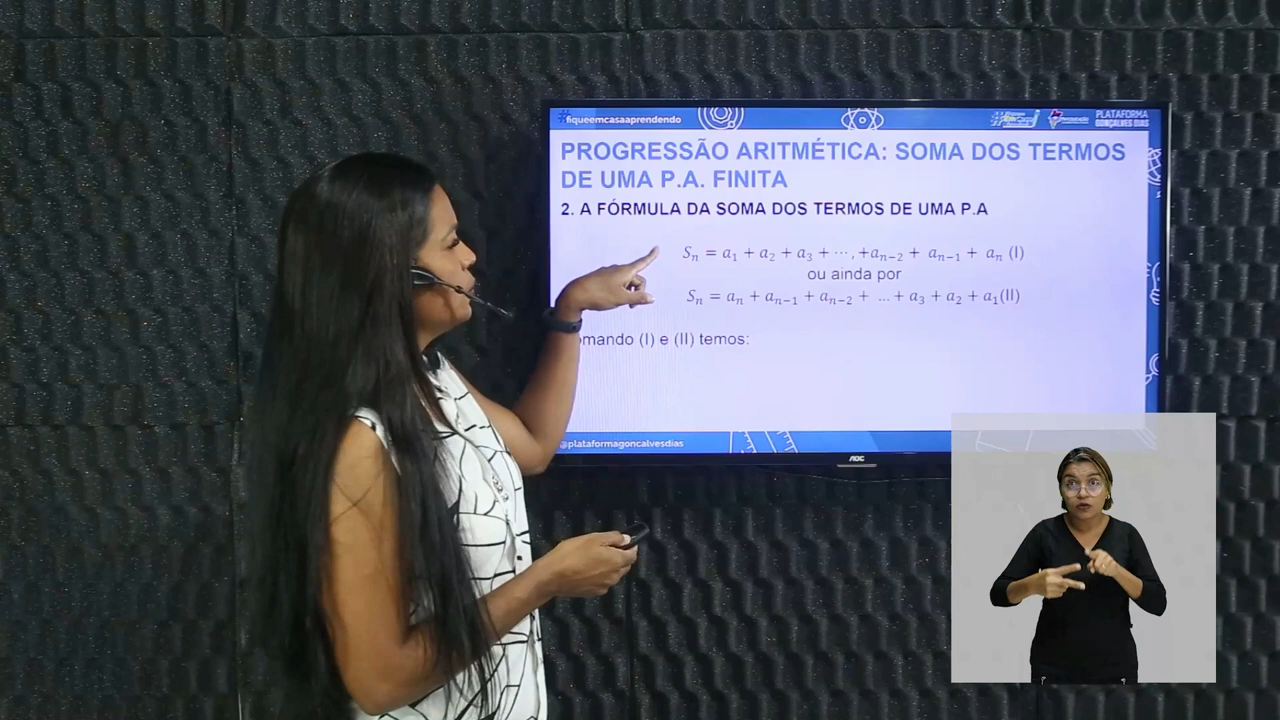 #fiqueemcasaaprendendo
PLATAFORMA
GONÇALVES DIAS
PROGRESSÃO ARITMÉTICA: SOMA DOS TERMOS
DE UMA P.A. FINITA
2. A FÓRMULA DA SOMA DOS TERMOS DE UMA P.A
Sₙ = a₁ + a₂ + a₃ + ⋯ , +aₙ₋₂ + aₙ₋₁ + aₙ (I)
ou ainda por
Sₙ = aₙ + aₙ₋₁ + aₙ₋₂ + …+ a₃ + a₂ + a₁(II)
omando (I) e (II) temos:
@plataformagoncalvesdias
AOC